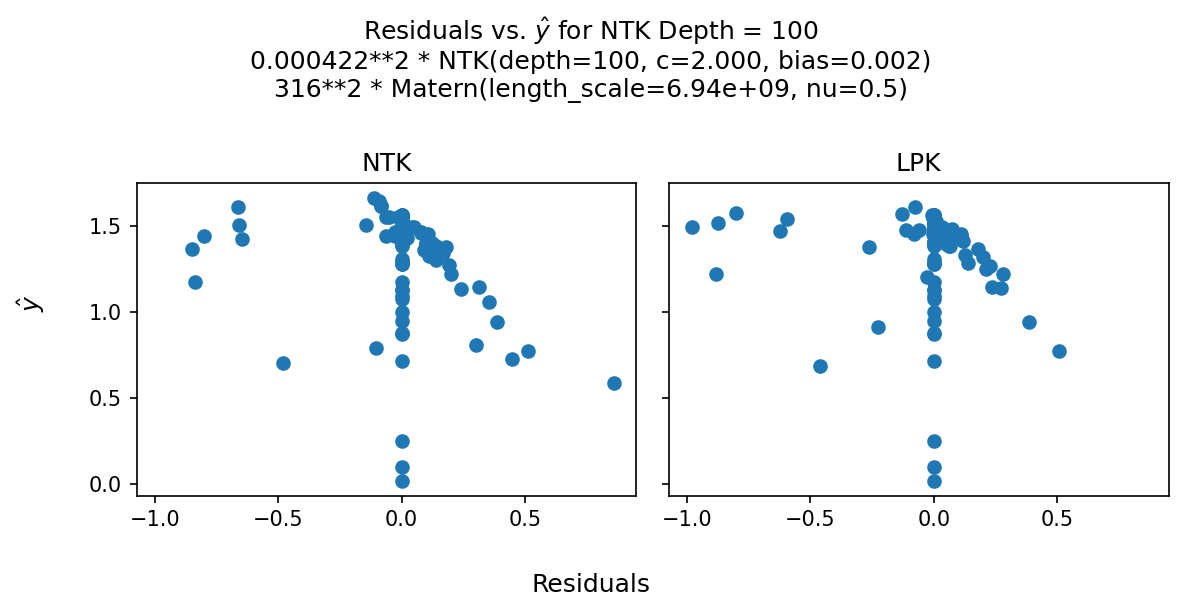 Residuals vs. ŷ for NTK Depth = 100
0.000422**2 * NTK(depth=100, c=2.000, bias=0.002)
316**2 * Matern(length_scale=6.94e+09, nu=0.5)
NTK
LPK
ŷ
1.5
1.0
0.5
0.0
−1.0 −0.5 0.0 0.5
−1.0 −0.5 0.0 0.5
Residuals